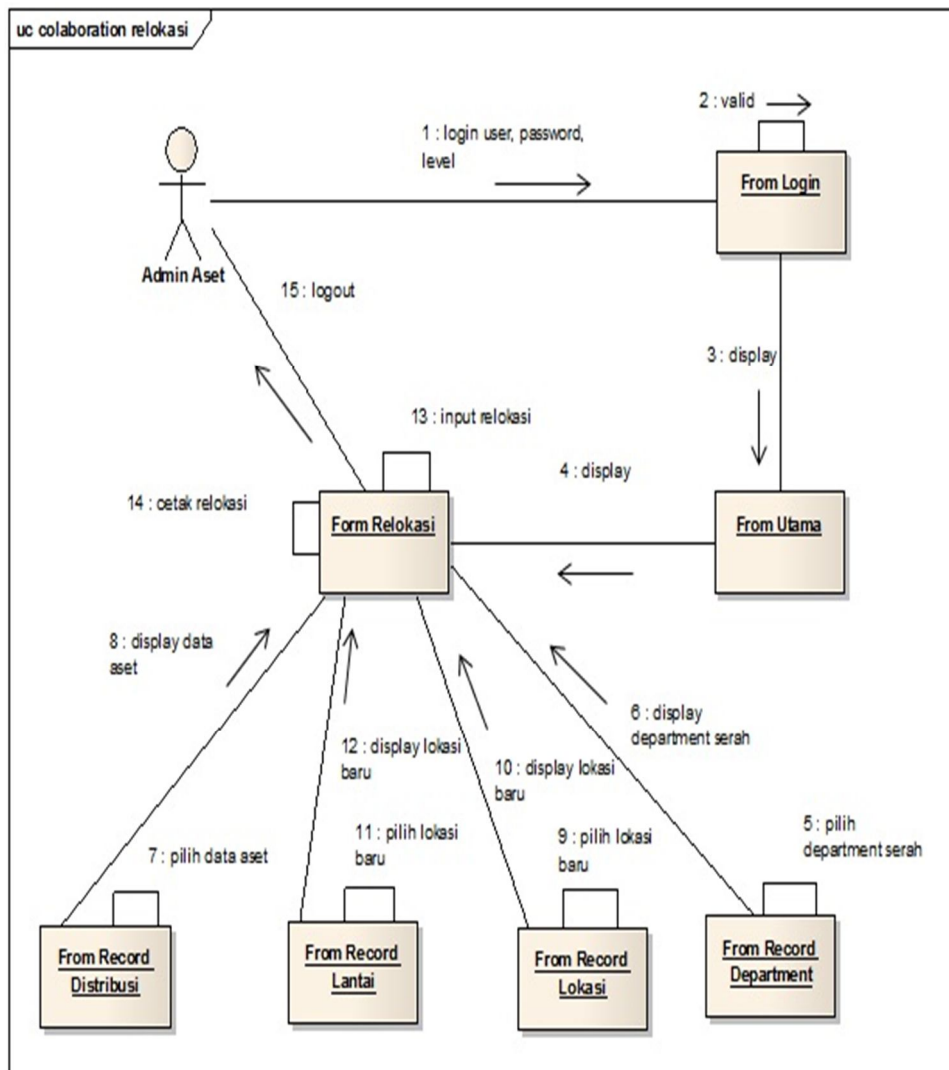 uc colaboration relokasi
2 : valid
1 : login user, password,
level
From Login
Admin Aset
15 : logout
3 : display
13 : input relokasi
4 : display
14 : cetak relokasi
Form Relokasi
From Utama
8 : display data
aset
6 : display
department serah
12 : display lokasi
baru
10 : display lokasi
baru
7 : pilih data aset
11 : pilih lokasi
baru
9 : pilih lokasi
baru
5 : pilih
department serah
From Record
Distribusi
From Record
Lantai
From Record
Lokasi
From Record
Department